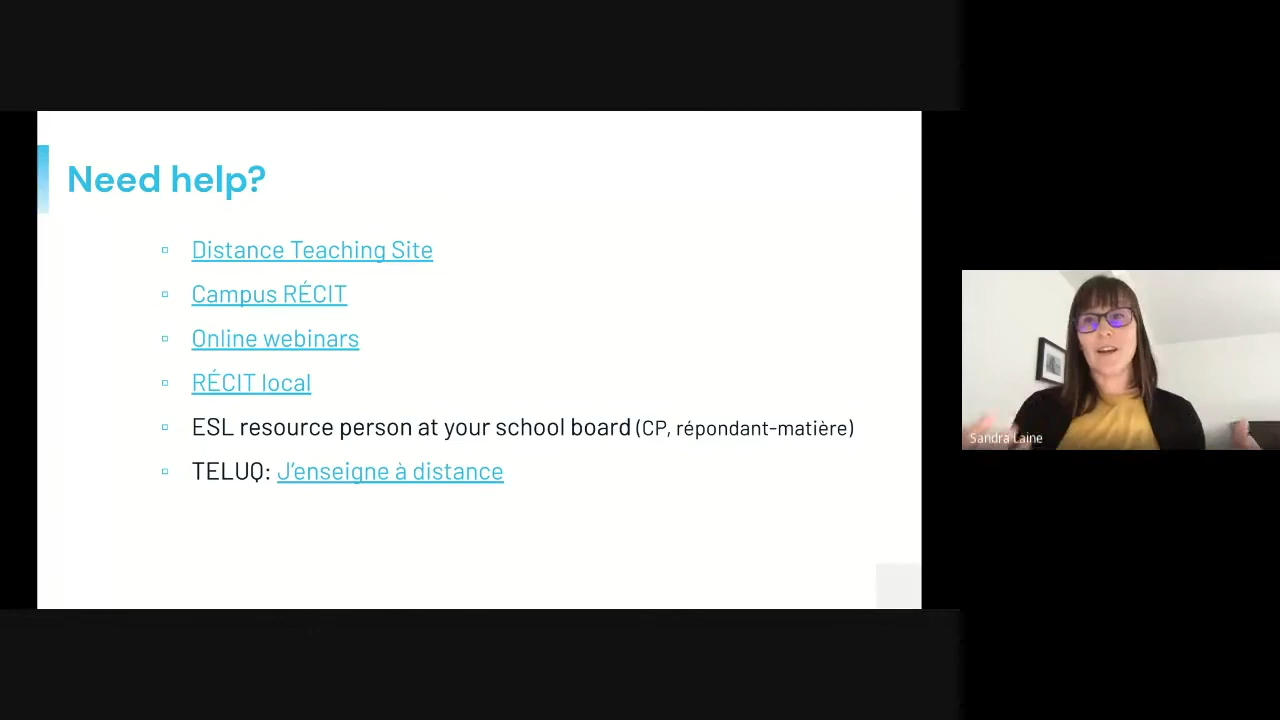 Need help?
Distance Teaching Site
Campus RÉCIT
Online webinars
RÉCIT local
ESL resource person at your school board (CP, répondant-matière)
TELUQ: J’enseigne à distance
Sandra Laine